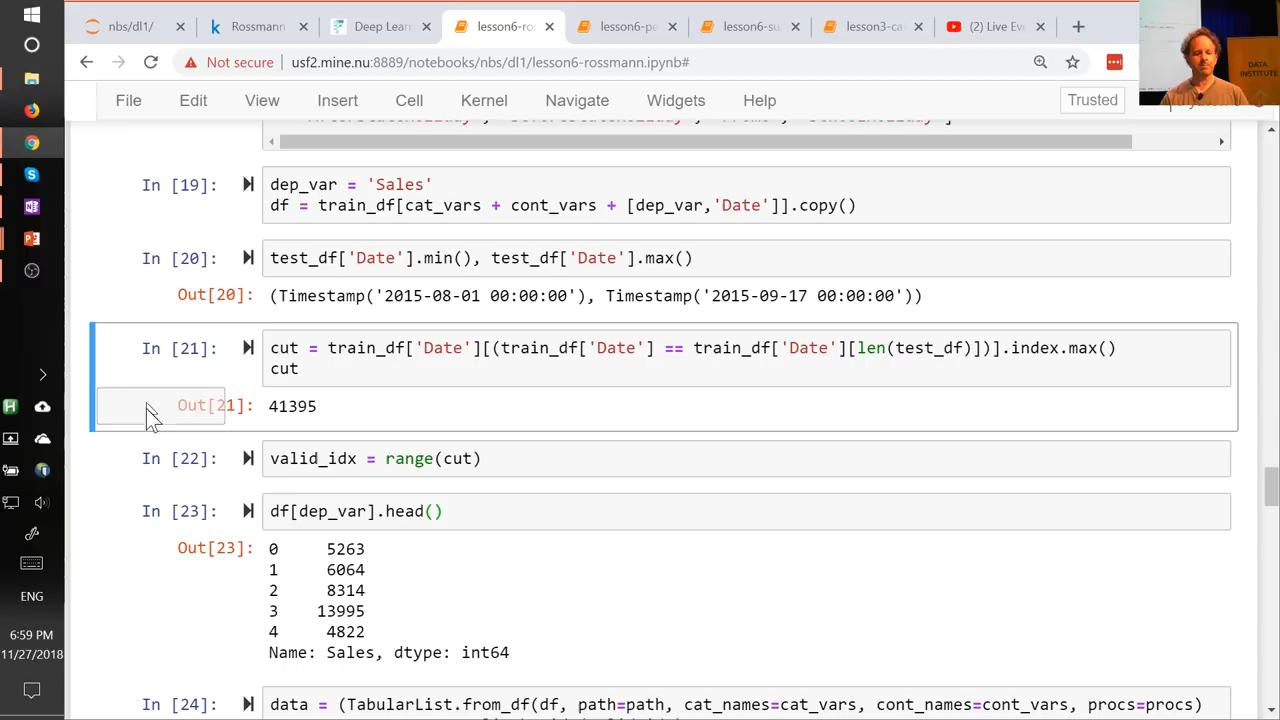 nbs/dl1/
Rossmann
Deep Learn
lesson6-ros
lesson6-pe
lesson6-su
lesson3-ca
(2) Live Eve
Not secure
usf2.mine.nu:8889/notebooks/nbs/dl1/lesson6-rossmann.ipynb#
DATA
INSTITUTE
File Edit View Insert Cell Kernel Navigate Widgets Help
Trusted
In [19]:
dep_var = 'Sales'
df = train_df[cat_vars + cont_vars + [dep_var,'Date']].copy()
In [20]:
test_df['Date'].min(), test_df['Date'].max()
Out[20]:
(Timestamp('2015-08-01 00:00:00'), Timestamp('2015-09-17 00:00:00'))
In [21]:
cut = train_df['Date'][(train_df['Date'] == train_df['Date'][len(test_df)])].index.max()
cut
Out[21]:
41395
In [22]:
valid_idx = range(cut)
In [23]:
df[dep_var].head()
Out[23]:
0 5263
1 6064
2 8314
3 13995
4 4822
Name: Sales, dtype: int64
In [24]:
data = (TabularList.from_df(df, path=path, cat_names=cat_vars, cont_names=cont_vars, procs=procs)
ENG
6:59 PM
11/27/2018